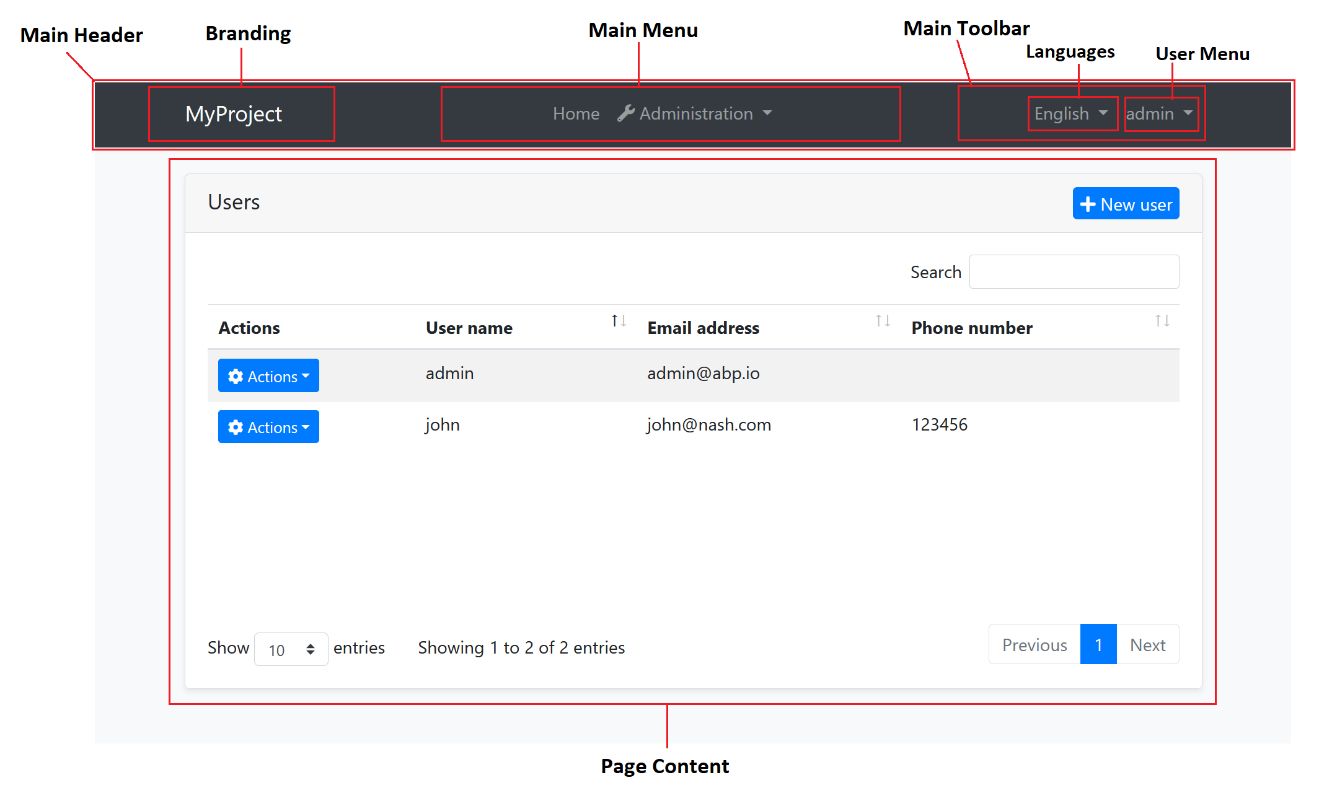 Main Header
Branding
Main Menu
Main Toolbar
Languages
User Menu
MyProject
Home
Administration
English
admin
Users
New user
Search
Actions User name Email address Phone number
Actions admin admin@abp.io
Actions john john@nash.com 123456
Show 10 entries Showing 1 to 2 of 2 entries
Previous 1 Next
Page Content